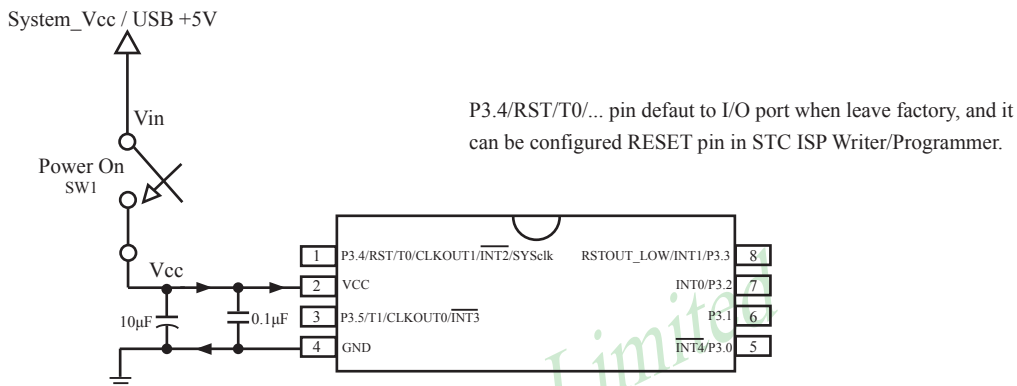 System_Vcc / USB +5V
P3.4/RST/T0/... pin defaut to I/O port when leave factory, and it
can be configured RESET pin in STC ISP Writer/Programmer.
Vin
Power On
SW1
Vcc
10μF
0.1μF
1 P3.4/RST/T0/CLKOUT1/INT2/SYSclk
2 VCC
3 P3.5/T1/CLKOUT0/INT3
4 GND
RSTOUT_LOW/INT1/P3.3 8
INT0/P3.2 7
P3.1 6
INT4/P3.0 5
Limited